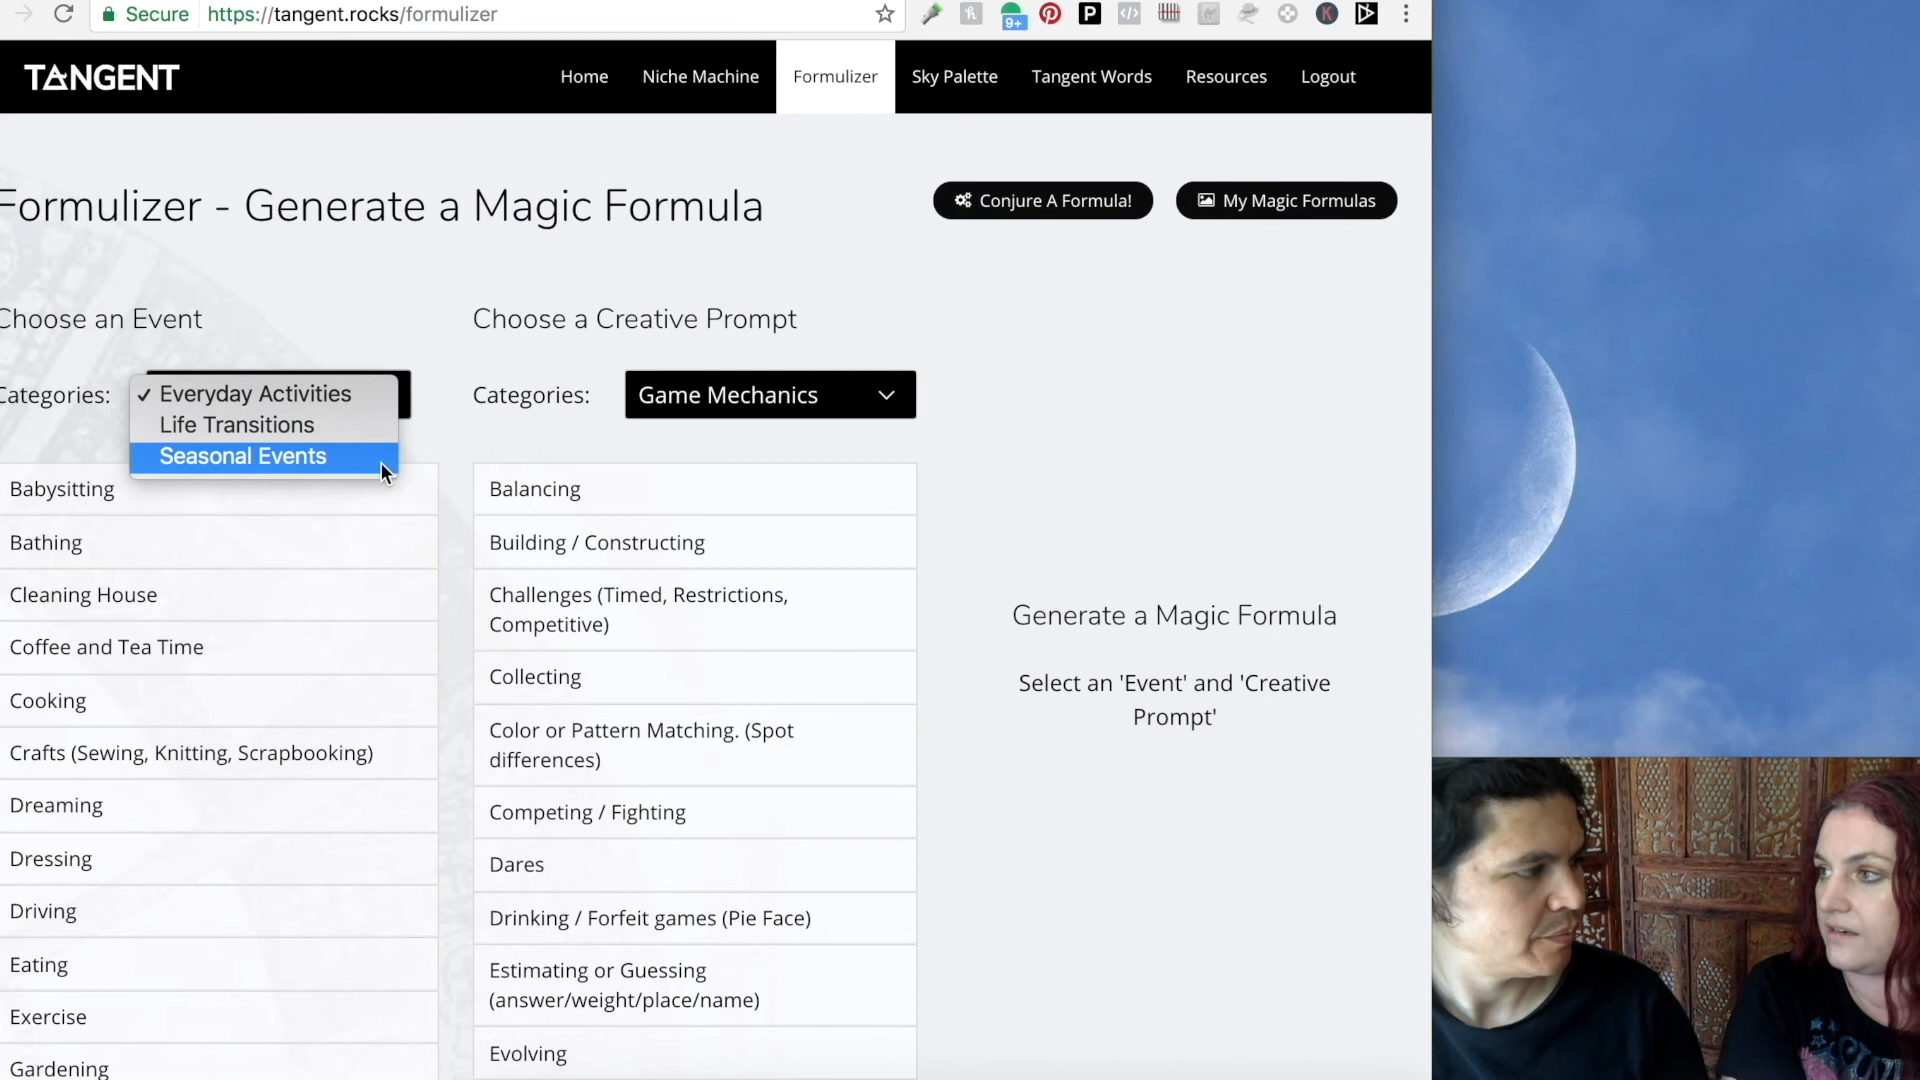 Secure
https://tangent.rocks/formulizer
9+
TANGENT
Home
Niche Machine
Formulizer
Sky Palette
Tangent Words
Resources
Logout
Formulizer - Generate a Magic Formula
Conjure A Formula!
My Magic Formulas
Choose an Event
Categories:
✓ Everyday Activities
Life Transitions
Seasonal Events
Babysitting
Bathing
Cleaning House
Coffee and Tea Time
Cooking
Crafts (Sewing, Knitting, Scrapbooking)
Dreaming
Dressing
Driving
Eating
Exercise
Gardening
Choose a Creative Prompt
Categories:
Game Mechanics
Balancing
Building / Constructing
Challenges (Timed, Restrictions,
Competitive)
Collecting
Color or Pattern Matching. (Spot
differences)
Competing / Fighting
Dares
Drinking / Forfeit games (Pie Face)
Estimating or Guessing
(answer/weight/place/name)
Evolving
Generate a Magic Formula
Select an 'Event' and 'Creative
Prompt'